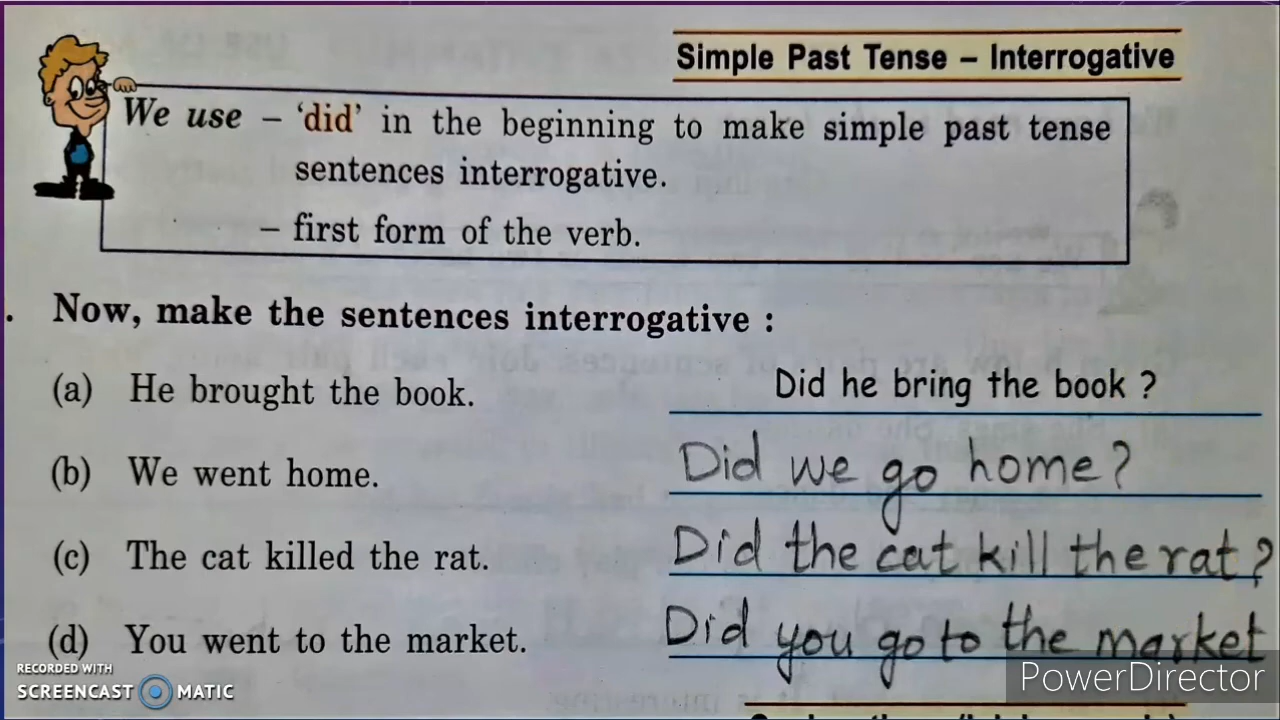 Simple Past Tense – Interrogative
We use – ‘did’ in the beginning to make simple past tense
sentences interrogative.
– first form of the verb.
. Now, make the sentences interrogative :
(a) He brought the book. Did he bring the book ?
(b) We went home. Did we go home?
(c) The cat killed the rat. Did the cat kill the rat?
(d) You went to the market. Did you go to the market
RECORDED WITH
SCREENCAST MATIC
PowerDirector